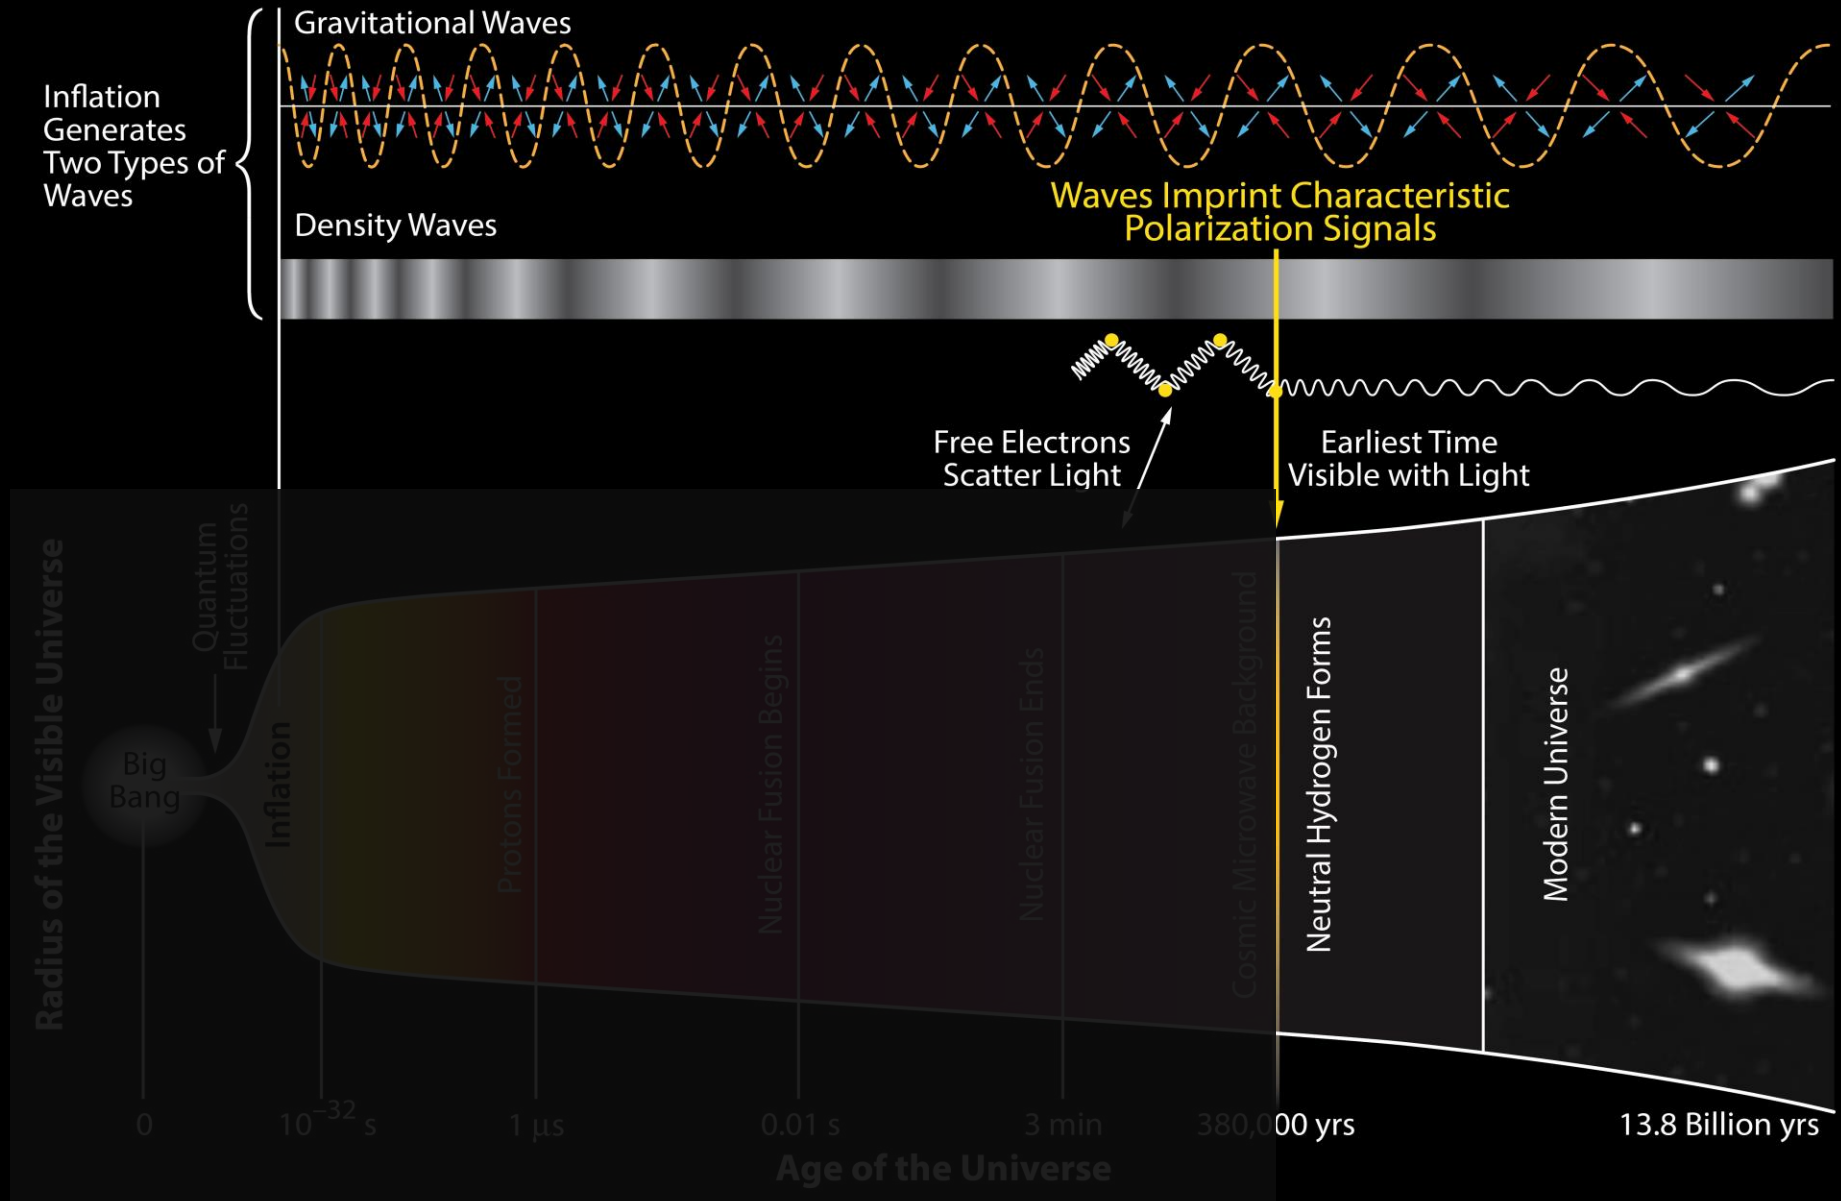 Gravitational Waves
Inflation
Generates
Two Types of
Waves
Waves Imprint Characteristic
Polarization Signals
Density Waves
Free Electrons
Scatter Light
Earliest Time
Visible with Light
Radius of the Visible Universe
Quantum
Fluctuations
Big
Bang
Inflation
Protons Formed
Nuclear Fusion Begins
Nuclear Fusion Ends
Cosmic Microwave Background
Neutral Hydrogen Forms
Modern Universe
0
10⁻³² s
1 µs
0.01 s
3 min
380,000 yrs
13.8 Billion yrs
Age of the Universe